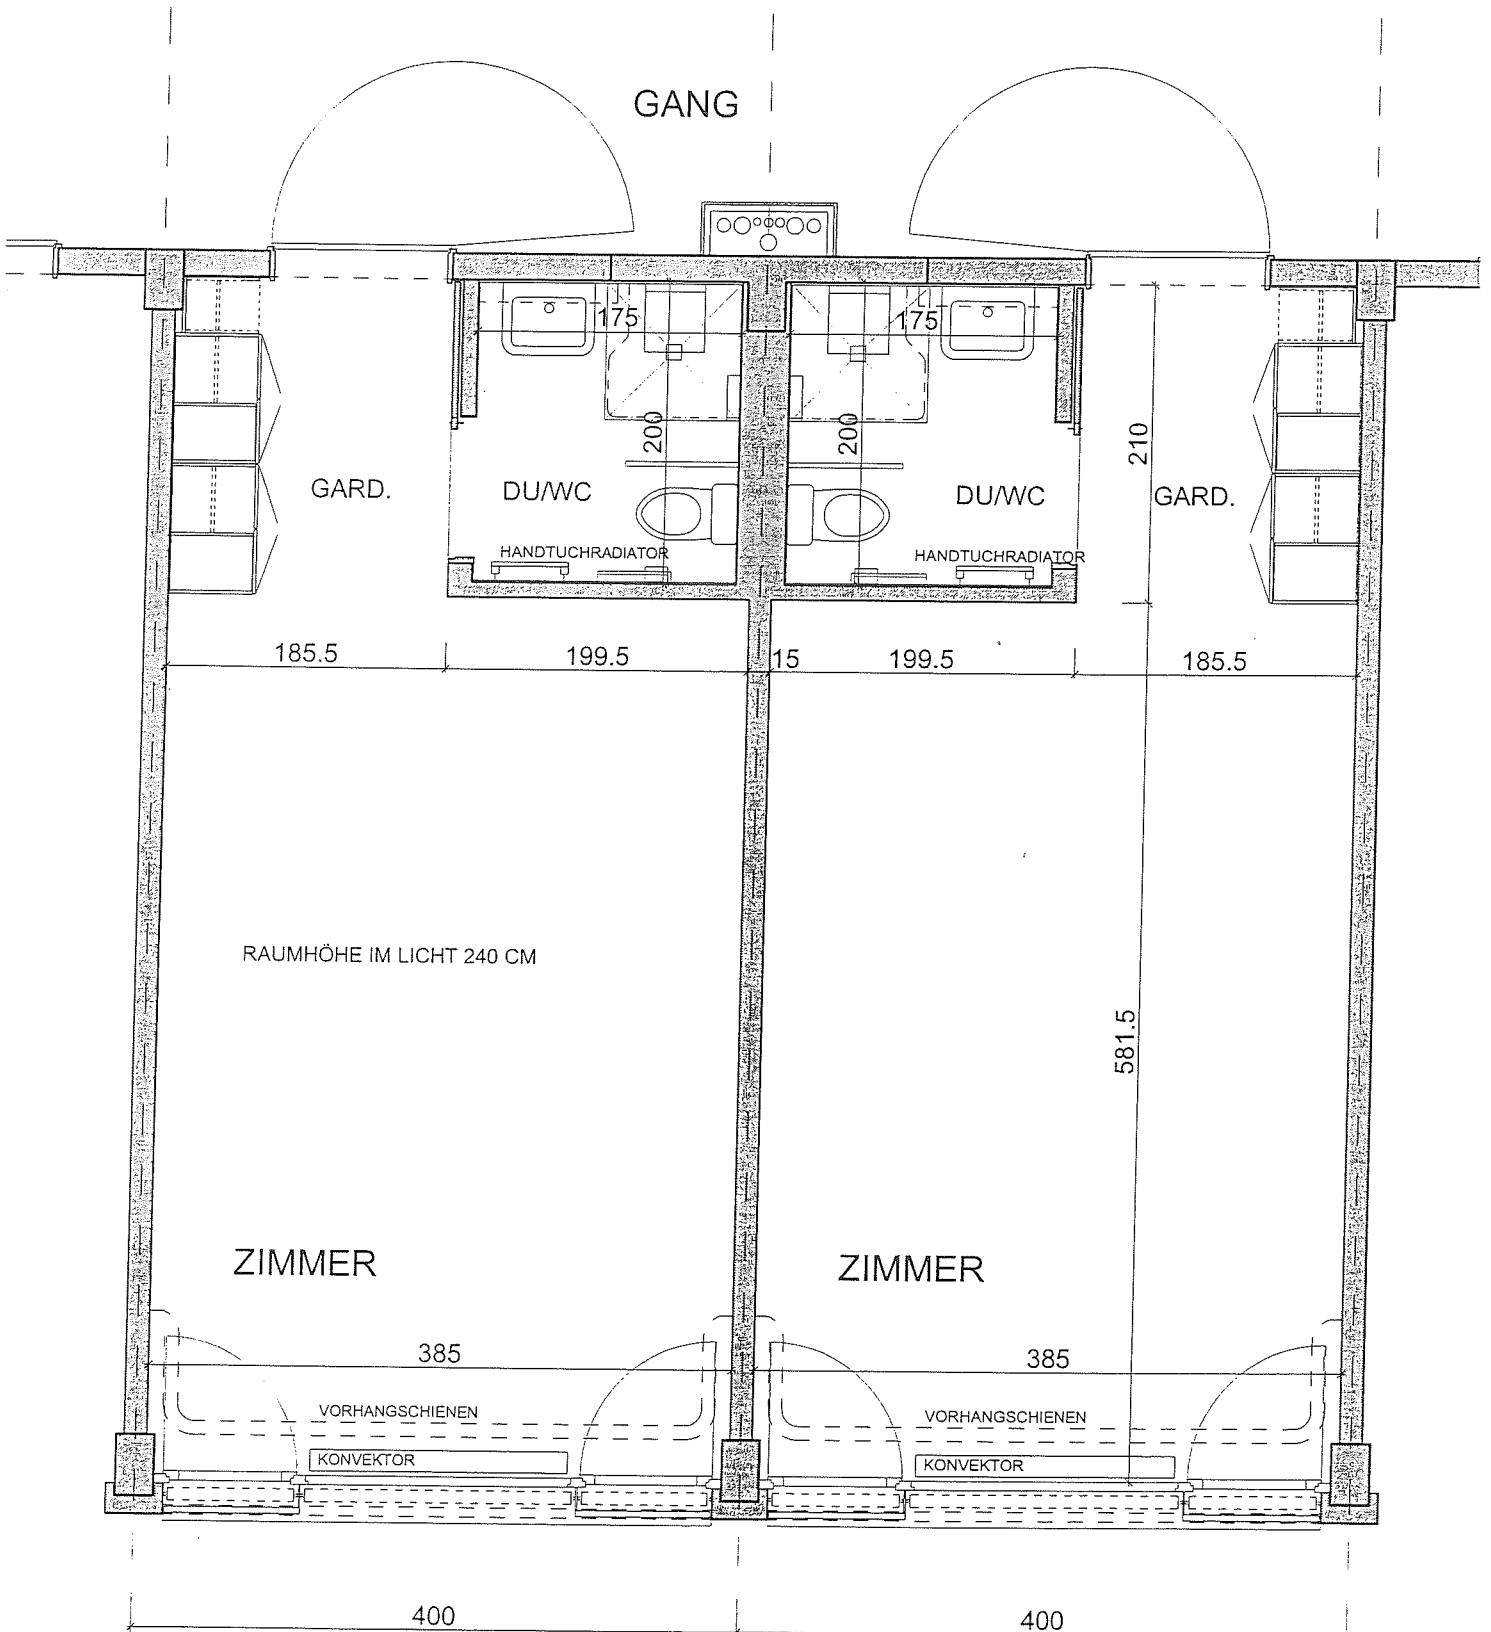 GANG
175
175
200
200
210
GARD.
DU/WC
DU/WC
GARD.
HANDTUCHRADIATOR
HANDTUCHRADIATOR
185.5
199.5
15
199.5
185.5
RAUMHÖHE IM LICHT 240 CM
581.5
ZIMMER
ZIMMER
385
385
VORHANGSCHIENEN
VORHANGSCHIENEN
KONVEKTOR
KONVEKTOR
400
400